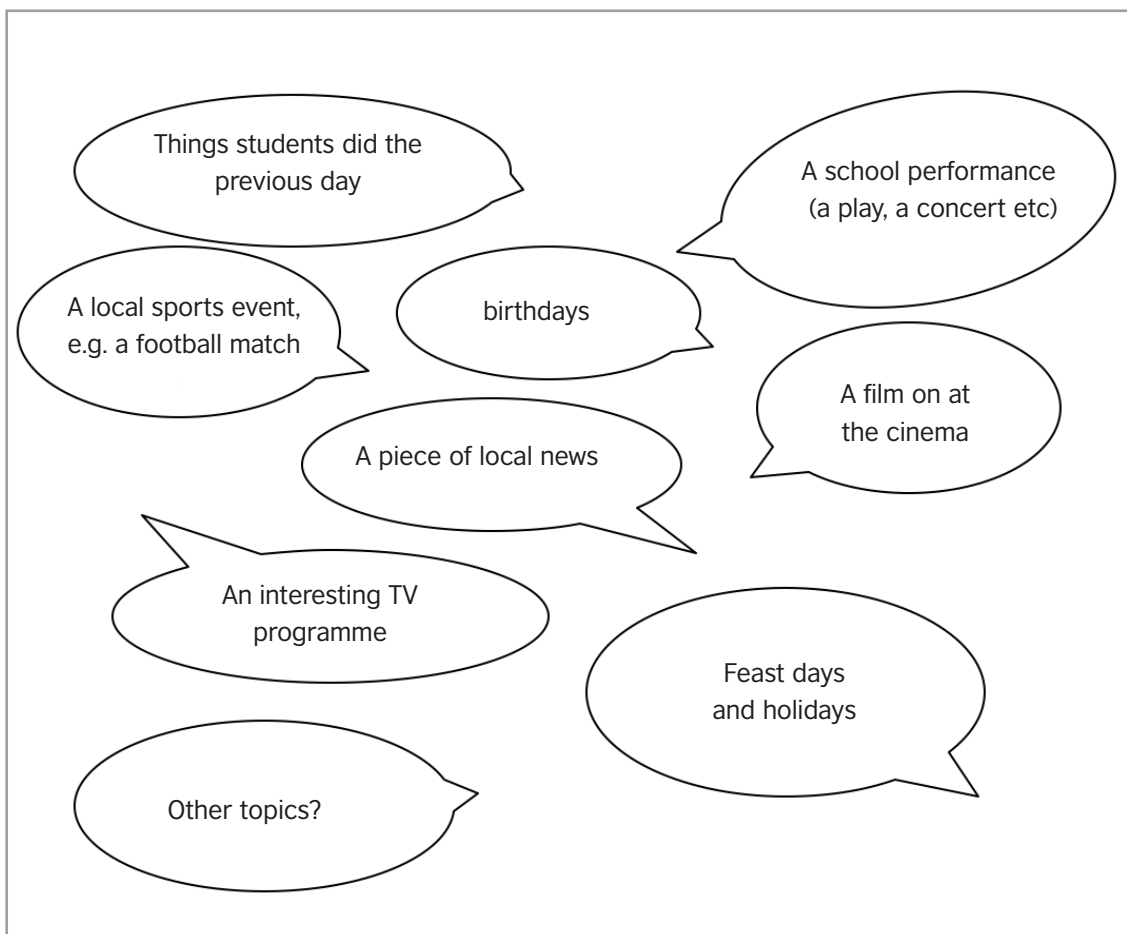 Things students did the
previous day
A school performance
(a play, a concert etc)
A local sports event,
e.g. a football match
birthdays
A film on at
the cinema
A piece of local news
An interesting TV
programme
Feast days
and holidays
Other topics?